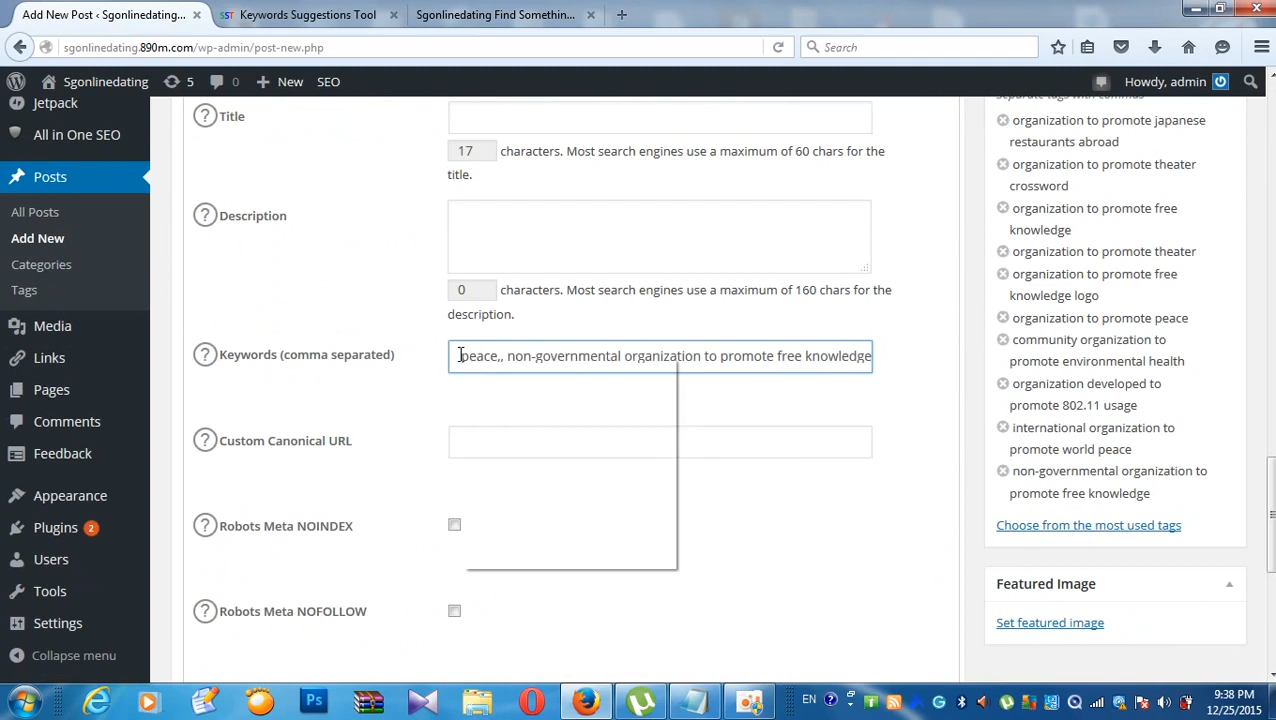 Add New Post ‹ Sgonlinedating....
Keywords Suggestions Tool
Sgonlinedating Find Somethin...
sgonlinedating.890m.com/wp-admin/post-new.php
Search
Sgonlinedating
5
0
New
SEO
Howdy, admin
Jetpack
All in One SEO
Posts
All Posts
Add New
Categories
Tags
Media
Links
Pages
Comments
Feedback
Appearance
Plugins 2
Users
Tools
Settings
Collapse menu
Title
17 characters. Most search engines use a maximum of 60 chars for the
title.
Description
0 characters. Most search engines use a maximum of 160 chars for the
description.
Keywords (comma separated)
peace,, non-governmental organization to promote free knowledge
Custom Canonical URL
Robots Meta NOINDEX
Robots Meta NOFOLLOW
Separate tags with commas
organization to promote japanese
restaurants abroad
organization to promote theater
crossword
organization to promote free
knowledge
organization to promote theater
organization to promote free
knowledge logo
organization to promote peace
community organization to
promote environmental health
organization developed to
promote 802.11 usage
international organization to
promote world peace
non-governmental organization to
promote free knowledge
Choose from the most used tags
Featured Image
Set featured image
Ps
EN
9:38 PM
12/25/2015